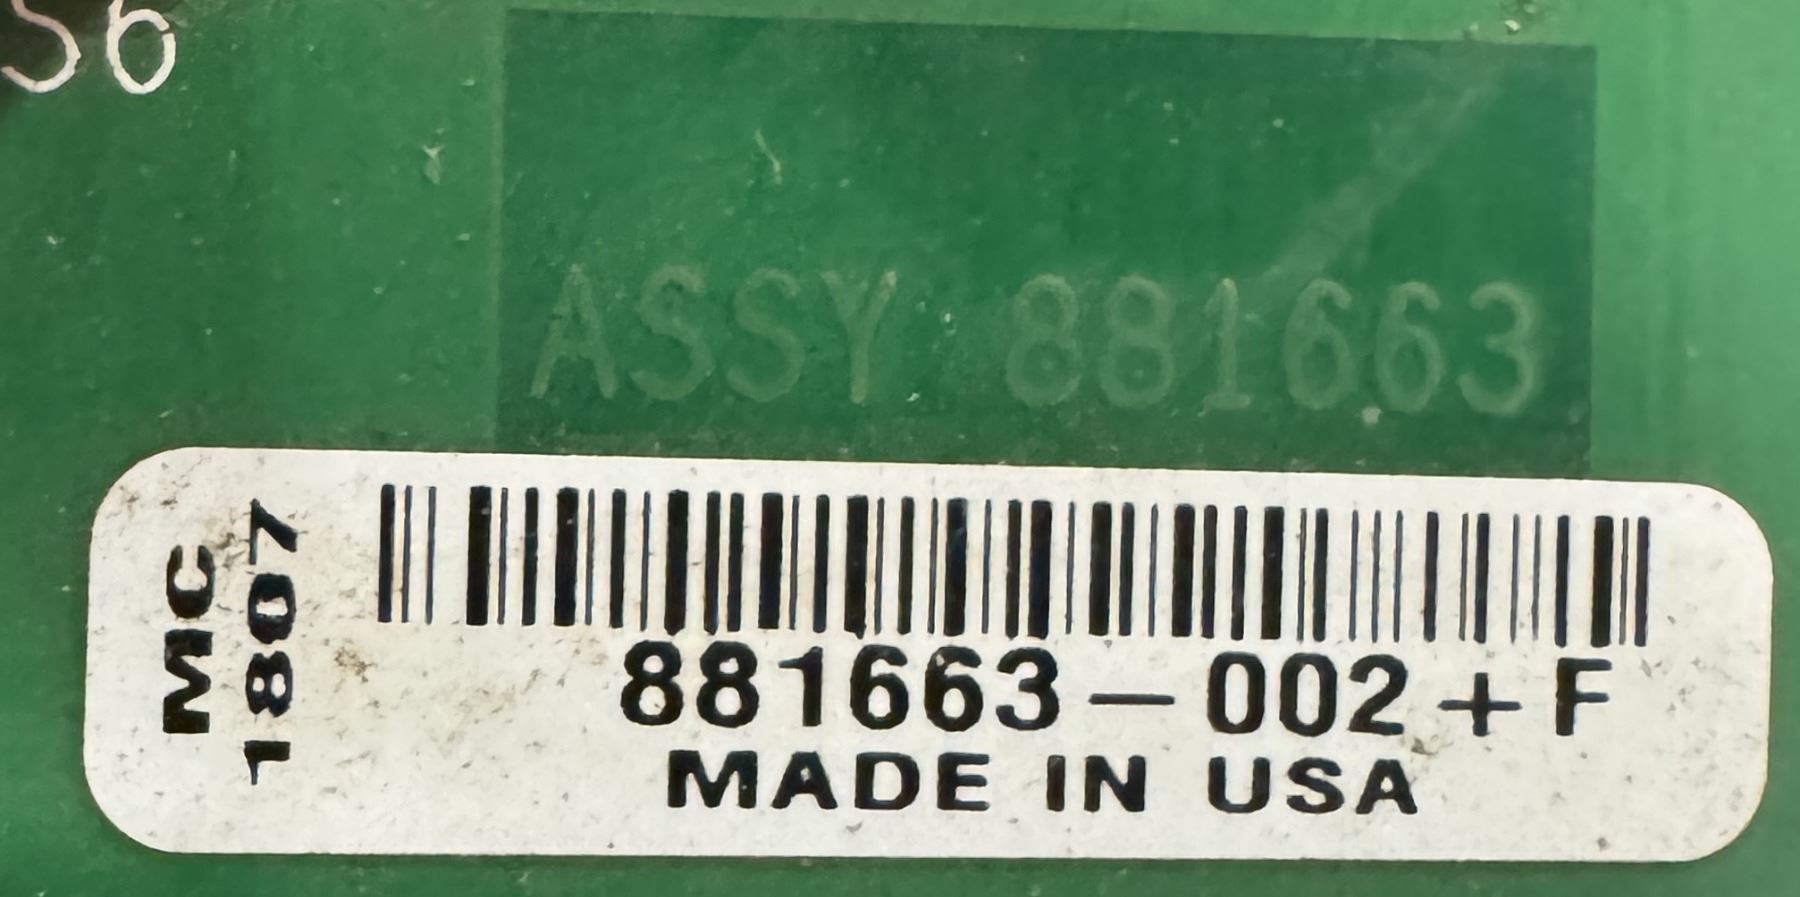 56
ASSY 881663
MC
1807
881663-002+F
MADE IN USA